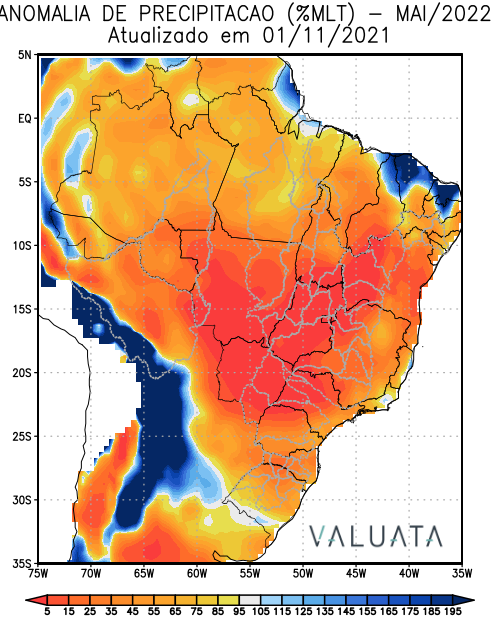 ANOMALIA DE PRECIPITACAO (%MLT) – MAI/2022
Atualizado em 01/11/2021
5N
EQ
5S
10S
15S
20S
25S
30S
35S
VALUATA
75W 70W 65W 60W 55W 50W 45W 40W 35W
5 15 25 35 45 55 65 75 85 95 105 115 125 135 145 155 165 175 185 195